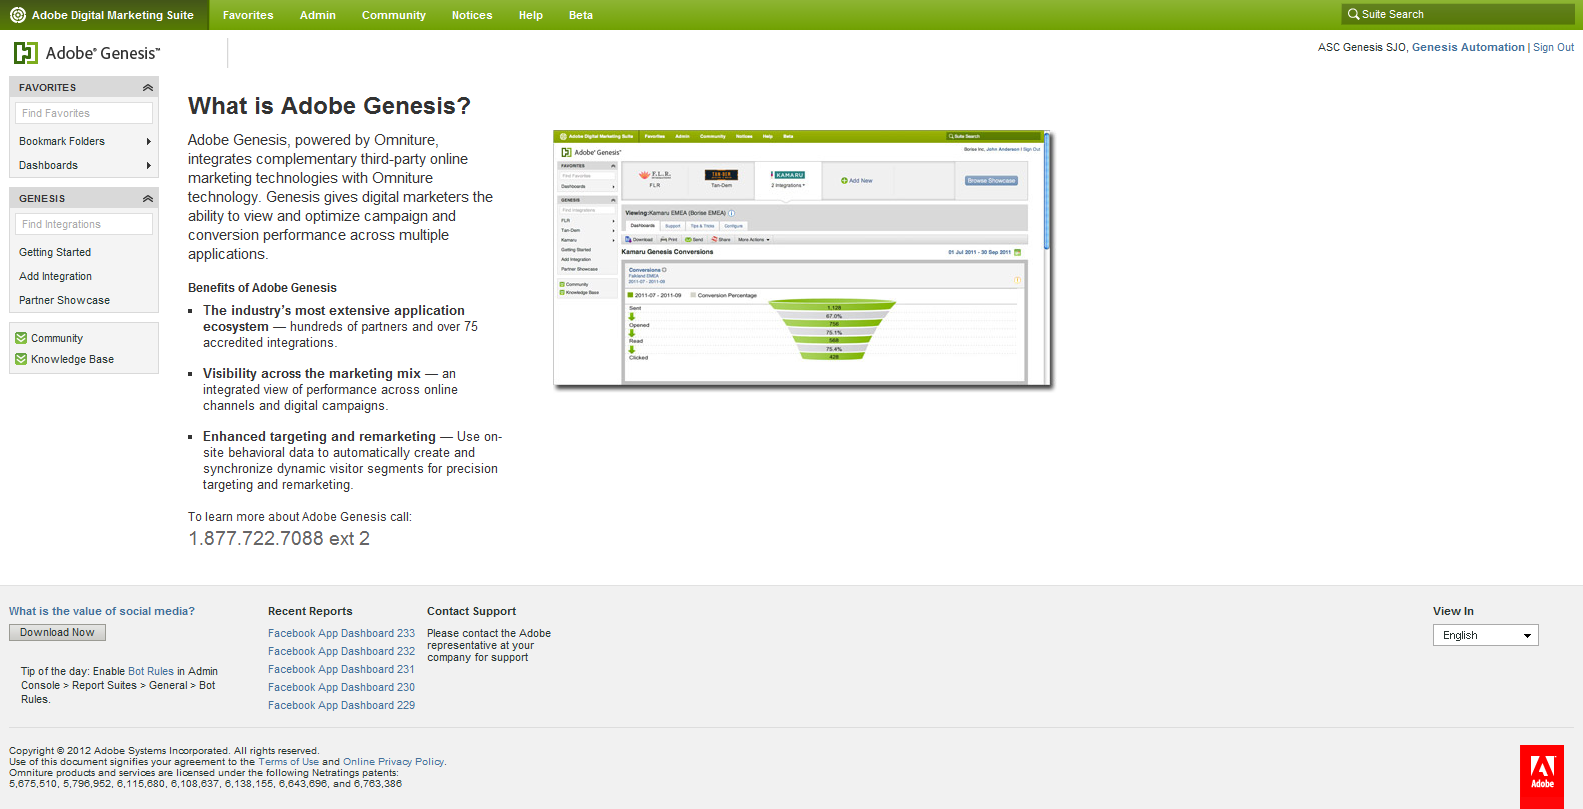 Adobe Digital Marketing Suite Favorites Admin Community Notices Help Beta Suite Search
Adobe® Genesis™
ASC Genesis SJO, Genesis Automation | Sign Out
FAVORITES
Find Favorites
Bookmark Folders
Dashboards
GENESIS
Find Integrations
Getting Started
Add Integration
Partner Showcase
Community
Knowledge Base
What is Adobe Genesis?
Adobe Genesis, powered by Omniture,
integrates complementary third-party online
marketing technologies with Omniture
technology. Genesis gives digital marketers the
ability to view and optimize campaign and
conversion performance across multiple
applications.
Benefits of Adobe Genesis
The industry's most extensive application
ecosystem — hundreds of partners and over 75
accredited integrations.
Visibility across the marketing mix — an
integrated view of performance across online
channels and digital campaigns.
Enhanced targeting and remarketing — Use on-
site behavioral data to automatically create and
synchronize dynamic visitor segments for precision
targeting and remarketing.
To learn more about Adobe Genesis call:
1.877.722.7088 ext 2
Adobe Digital Marketing Suite Favorites Admin Community Notices Help Beta Suite Search
Adobe® Genesis™
Borise Inc, John Andersen | Sign Out
FAVORITES
Find Favorites
Dashboards
GENESIS
Find Integrations
FLR
Tan-Dem
Kamaru
Getting Started
Add Integration
Partner Showcase
Community
Knowledge Base
F.L.R. TAN-DEM KAMARU
FLR Tan-Dem 2 Integrations
Add New
Browse Showcase
Viewing:Kamaru EMEA (Borise EMEA)
Dashboards Support Tips & Tricks Configure
Download Print Send Share More Actions
Kamaru Genesis Conversions 01 Jul 2011 - 30 Sep 2011
Conversions
Falkland EMEA
2011-07 - 2011-09
2011-07 - 2011-09 Conversion Percentage
Sent 1,128
67.0%
Opened 756
75.1%
Read 568
75.4%
Clicked 428
What is the value of social media?
Download Now
Tip of the day: Enable Bot Rules in Admin
Console > Report Suites > General > Bot
Rules.
Recent Reports
Facebook App Dashboard 233
Facebook App Dashboard 232
Facebook App Dashboard 231
Facebook App Dashboard 230
Facebook App Dashboard 229
Contact Support
Please contact the Adobe
representative at your
company for support
View In
English
Copyright © 2012 Adobe Systems Incorporated. All rights reserved.
Use of this document signifies your agreement to the Terms of Use and Online Privacy Policy.
Omniture products and services are licensed under the following Netratings patents:
5,675,510, 5,796,952, 6,115,680, 6,108,637, 6,138,155, 6,643,696, and 6,763,386
Adobe